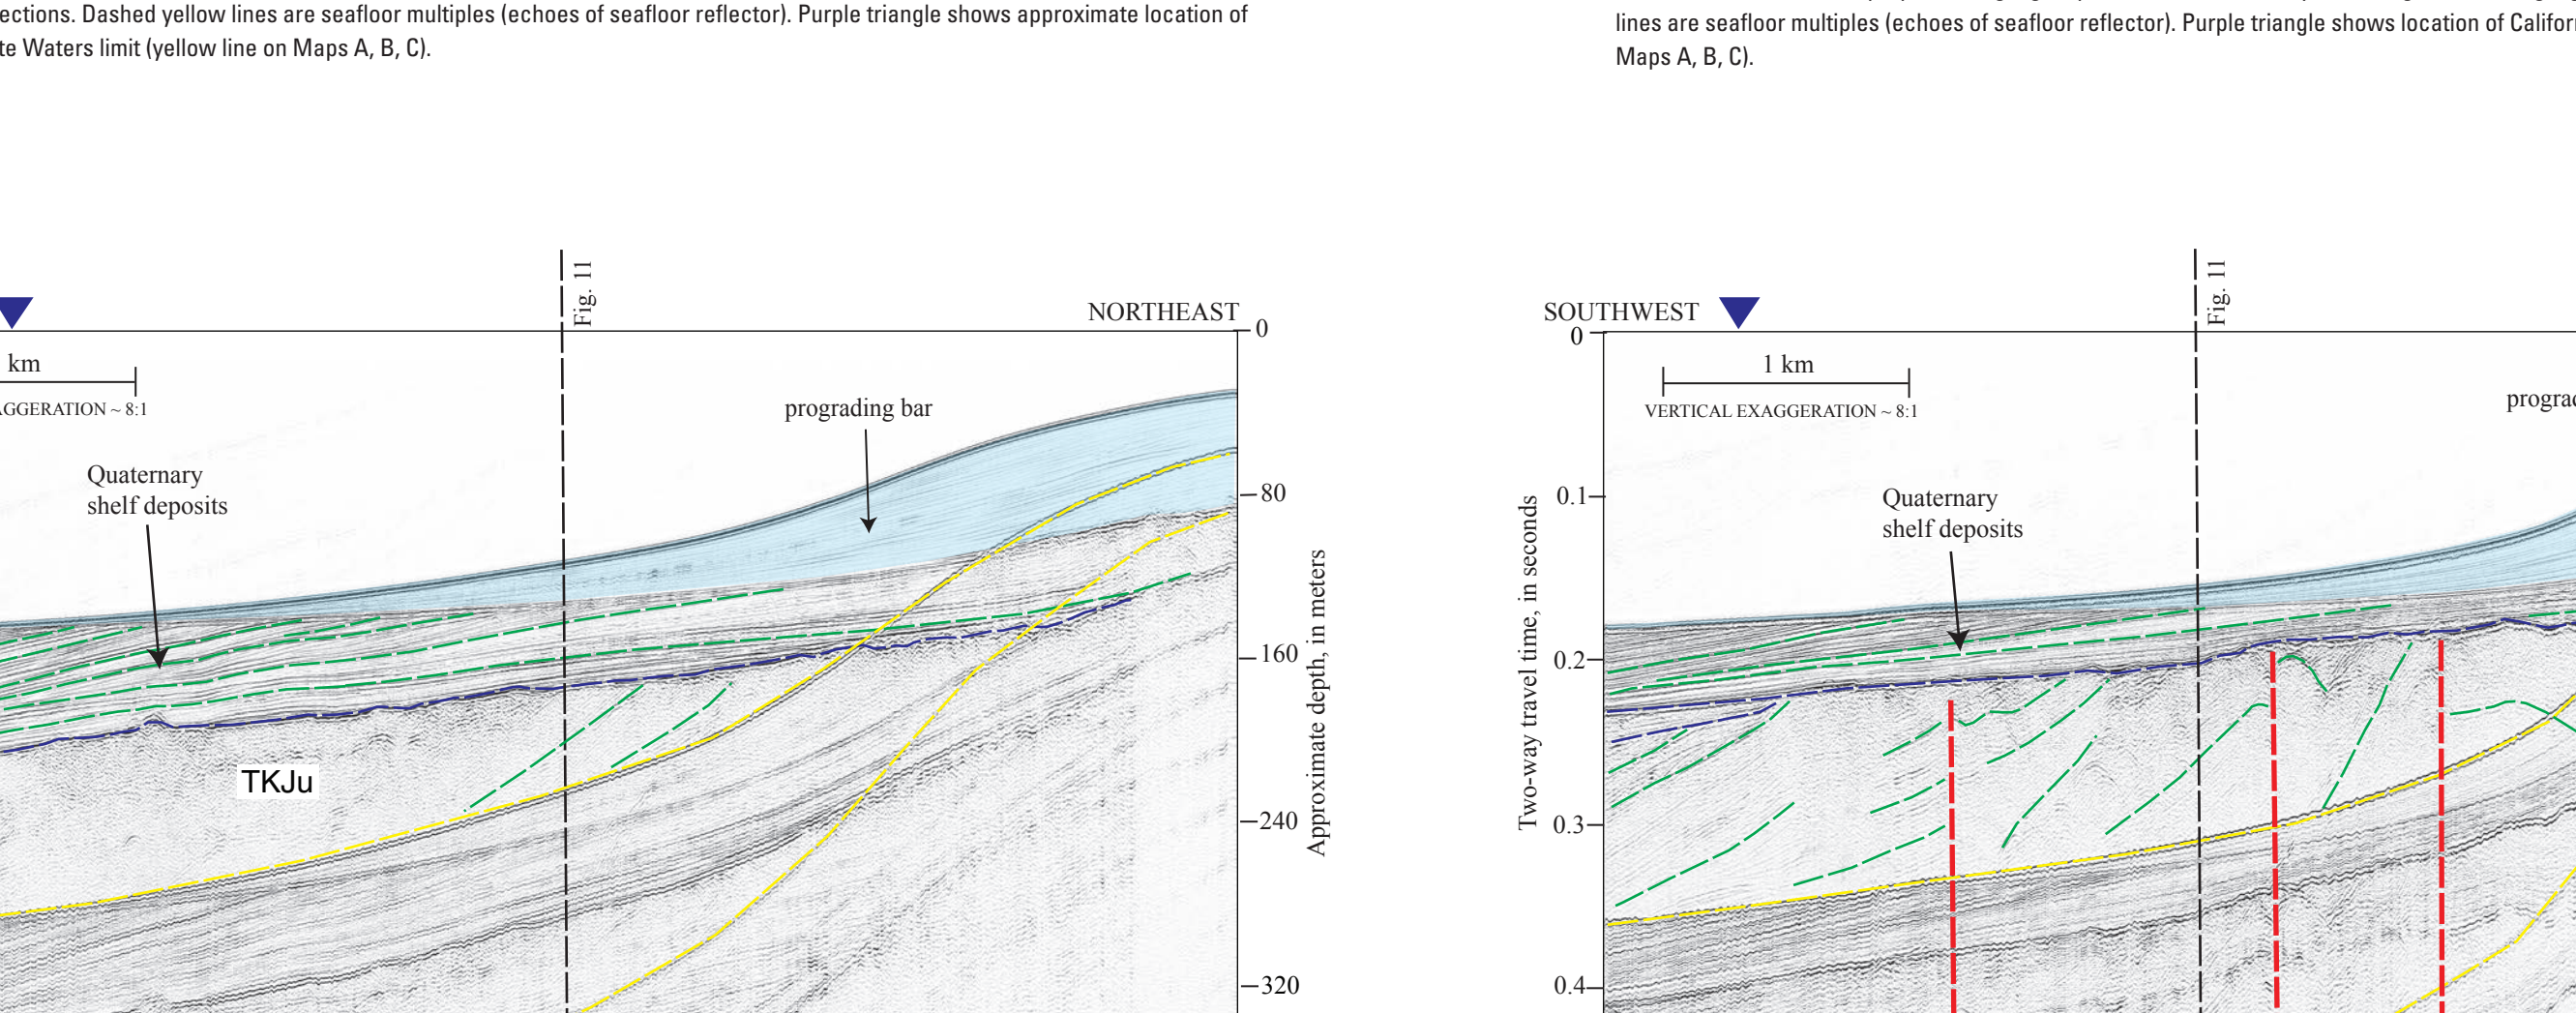 ections. Dashed yellow lines are seafloor multiples (echoes of seafloor reflector). Purple triangle shows approximate location of
te Waters limit (yellow line on Maps A, B, C).
lines are seafloor multiples (echoes of seafloor reflector). Purple triangle shows location of Californ
Maps A, B, C).
Fig. 11
NORTHEAST
0
km
AGGERATION ~ 8:1
prograding bar
Quaternary
shelf deposits
80
160
TKJu
240
320
Approximate depth, in meters
SOUTHWEST
Fig. 11
0
1 km
VERTICAL EXAGGERATION ~ 8:1
prograd
Quaternary
shelf deposits
0.1
0.2
0.3
0.4
Two-way travel time, in seconds